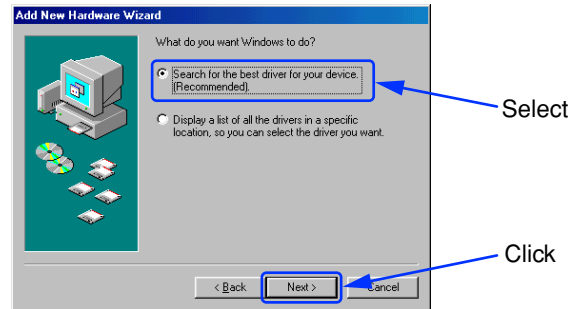 Add New Hardware Wizard
What do you want Windows to do?
Search for the best driver for your device.
(Recommended).
Select
Display a list of all the drivers in a specific
location, so you can select the driver you want.
Click
< Back
Next >
Cancel